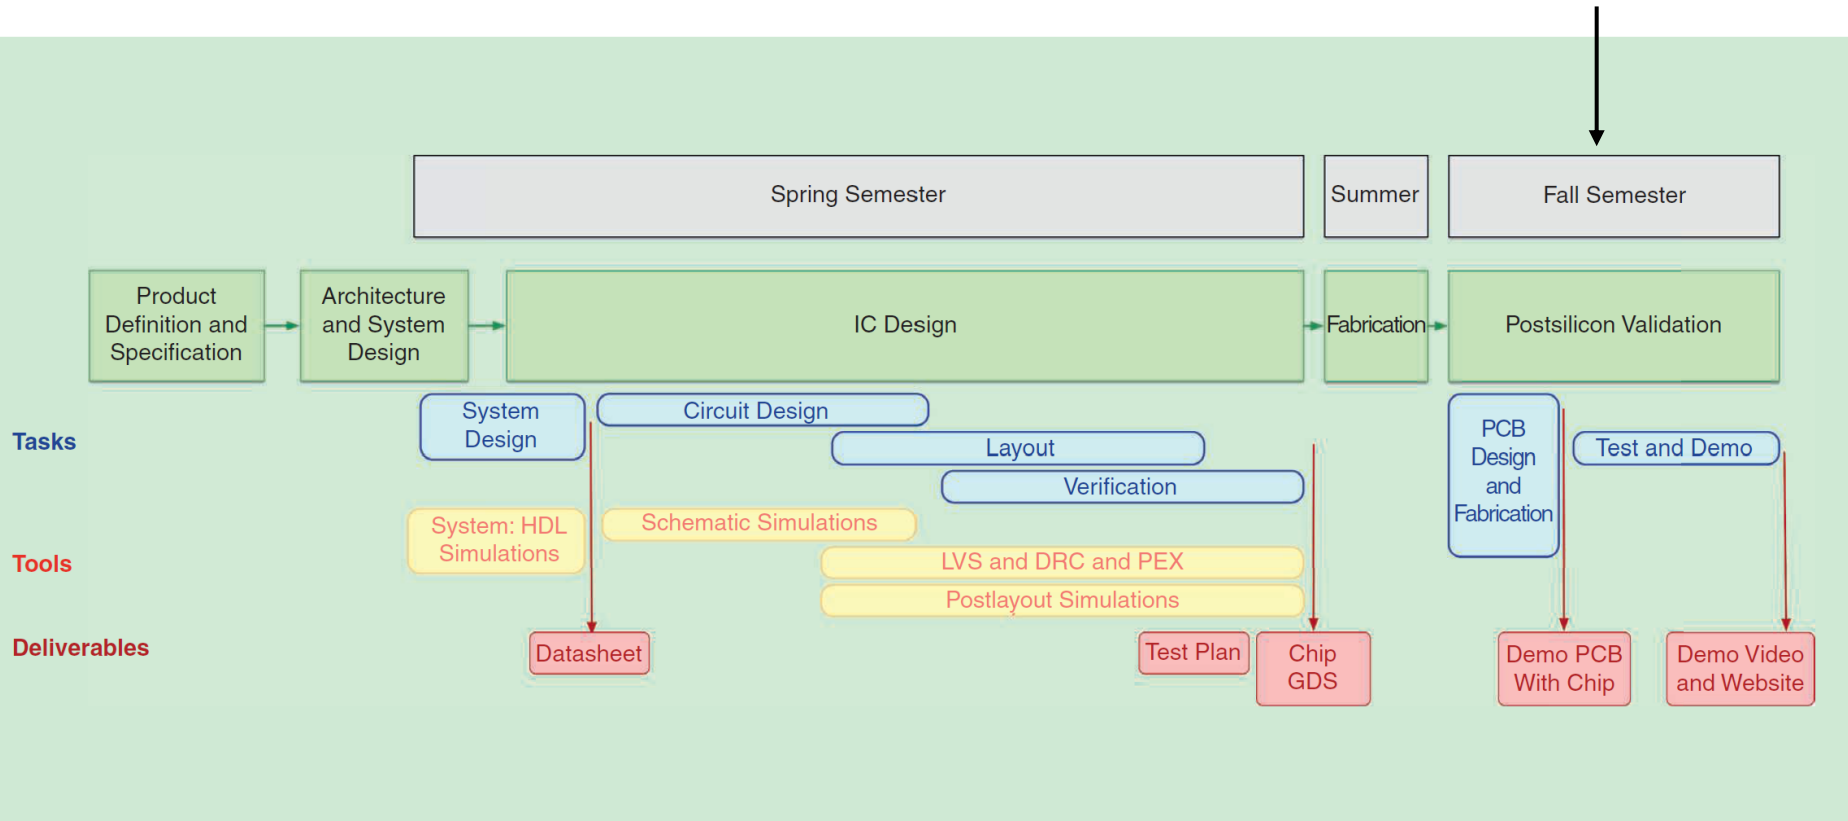 Spring Semester
Summer
Fall Semester
Product
Definition and
Specification
Architecture
and System
Design
IC Design
Fabrication
Postsilicon Validation
Tasks
System
Design
Circuit Design
Layout
Verification
PCB
Design
and
Fabrication
Test and Demo
Tools
System: HDL
Simulations
Schematic Simulations
LVS and DRC and PEX
Postlayout Simulations
Deliverables
Datasheet
Test Plan
Chip
GDS
Demo PCB
With Chip
Demo Video
and Website